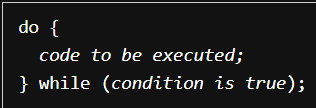 do {
  code to be executed;
} while (condition is true);